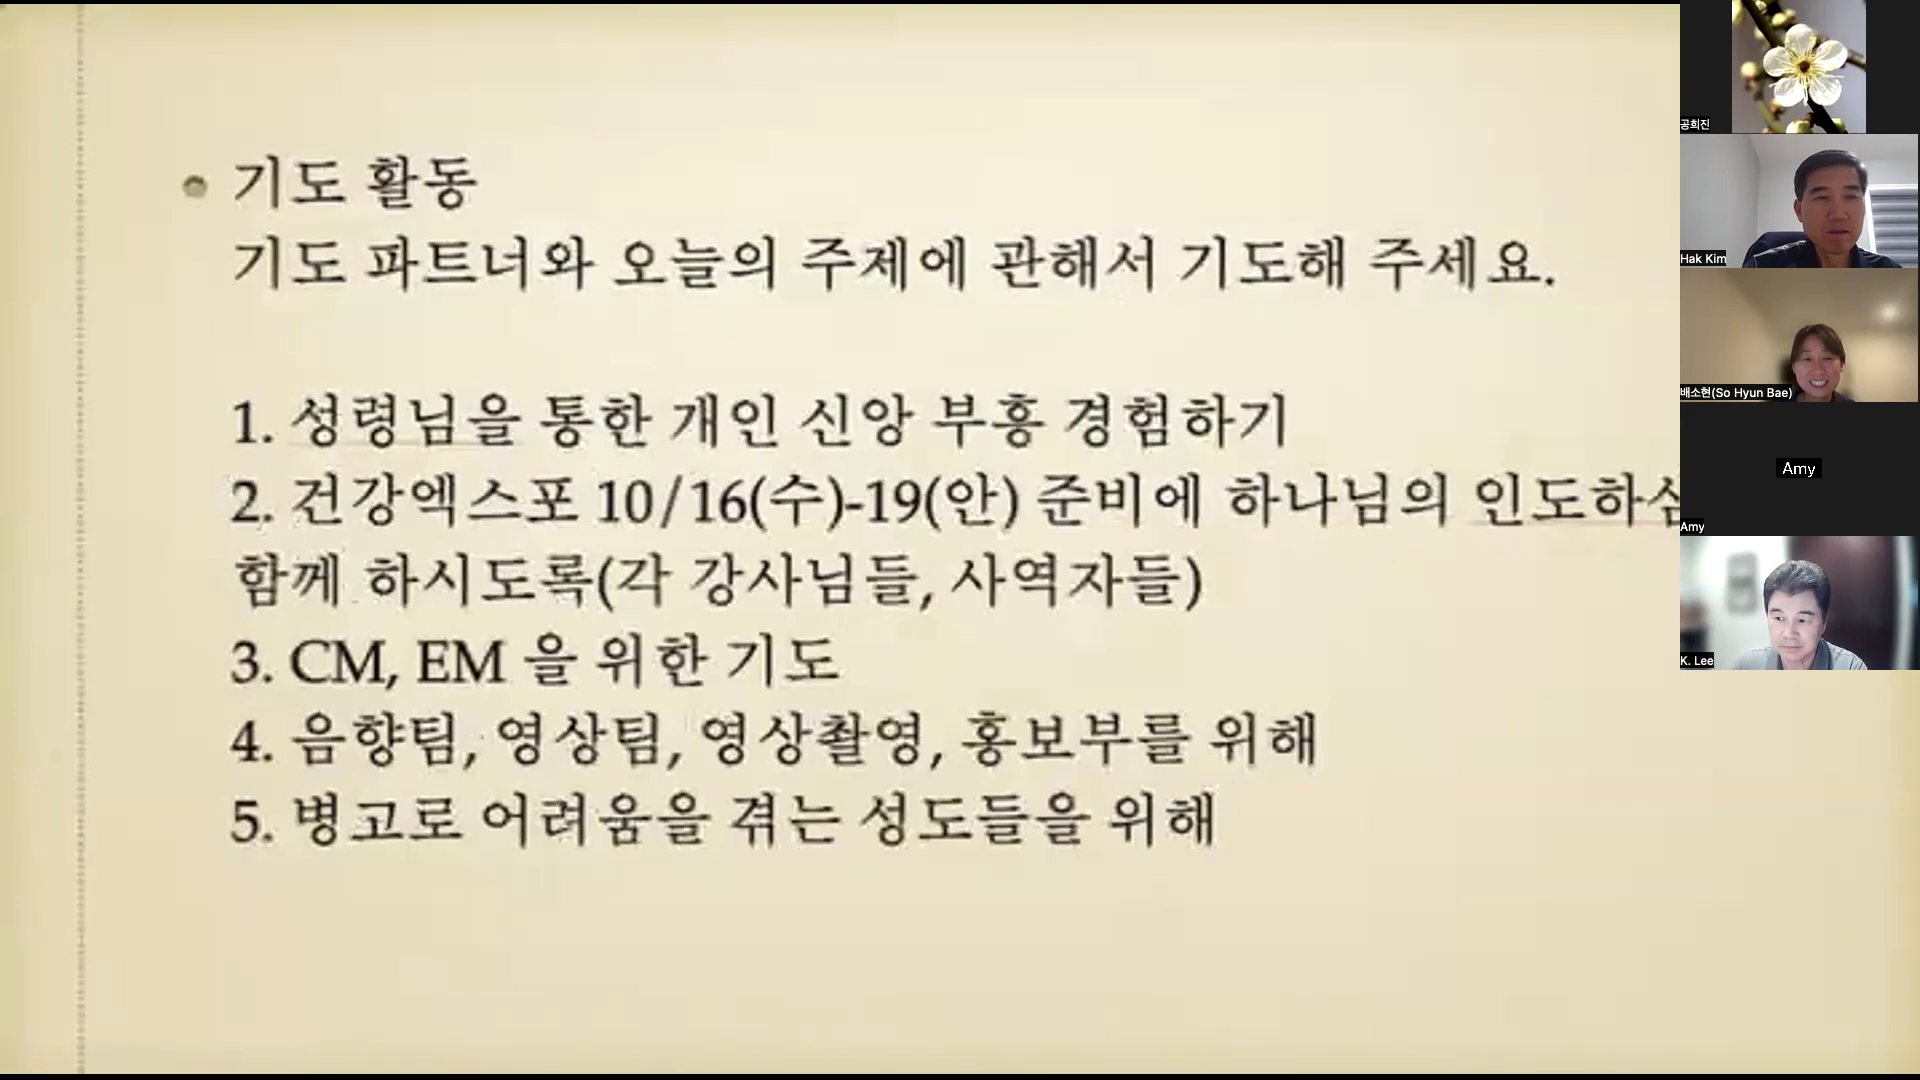 기도 활동
기도 파트너와 오늘의 주제에 관해서 기도해 주세요.
1. 성령님을 통한 개인 신앙 부흥 경험하기
2. 건강엑스포 10/16(수)-19(안) 준비에 하나님의 인도하심
함께 하시도록(각 강사님들, 사역자들)
3. CM, EM 을 위한 기도
4. 음향팀, 영상팀, 영상촬영, 홍보부를 위해
5. 병고로 어려움을 겪는 성도들을 위해
공희진
Hak Kim
배소현(So Hyun Bae)
Amy
Amy
K. Lee